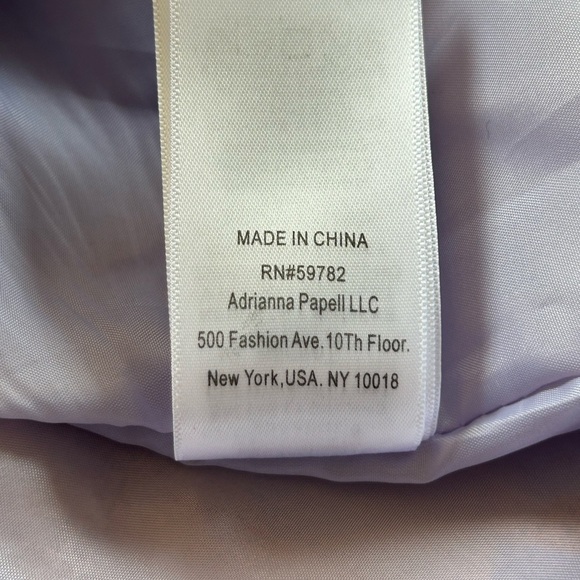 MADE IN CHINA
RN#59782
Adrianna Papell LLC
500 Fashion Ave.10Th Floor.
New York,USA. NY 10018